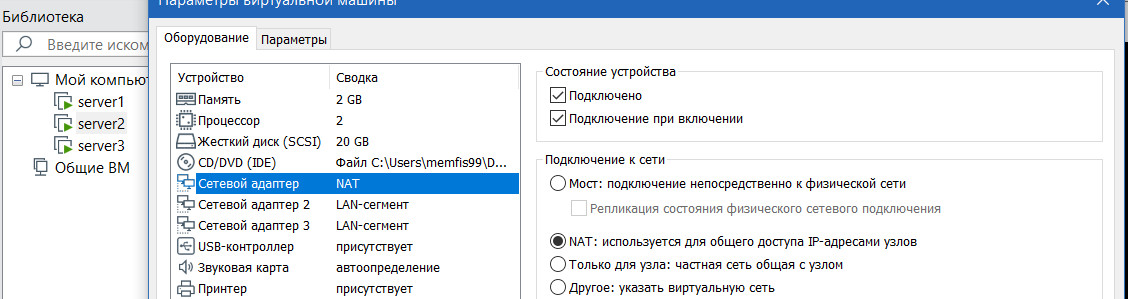 Параметры виртуальной машины
Библиотека
Введите иском
Мой компьют
server1
server2
server3
Общие ВМ
Оборудование
Параметры
Устройство Сводка
Память 2 GB
Процессор 2
Жесткий диск (SCSI) 20 GB
CD/DVD (IDE) Файл C:\Users\memfis99\D...
Сетевой адаптер NAT
Сетевой адаптер 2 LAN-сегмент
Сетевой адаптер 3 LAN-сегмент
USB-контроллер присутствует
Звуковая карта автоопределение
Принтер присутствует
Состояние устройства
Подключено
Подключение при включении
Подключение к сети
Мост: подключение непосредственно к физической сети
Репликация состояния физического сетевого подключения
NAT: используется для общего доступа IP-адресами узлов
Только для узла: частная сеть общая с узлом
Другое: указать виртуальную сеть